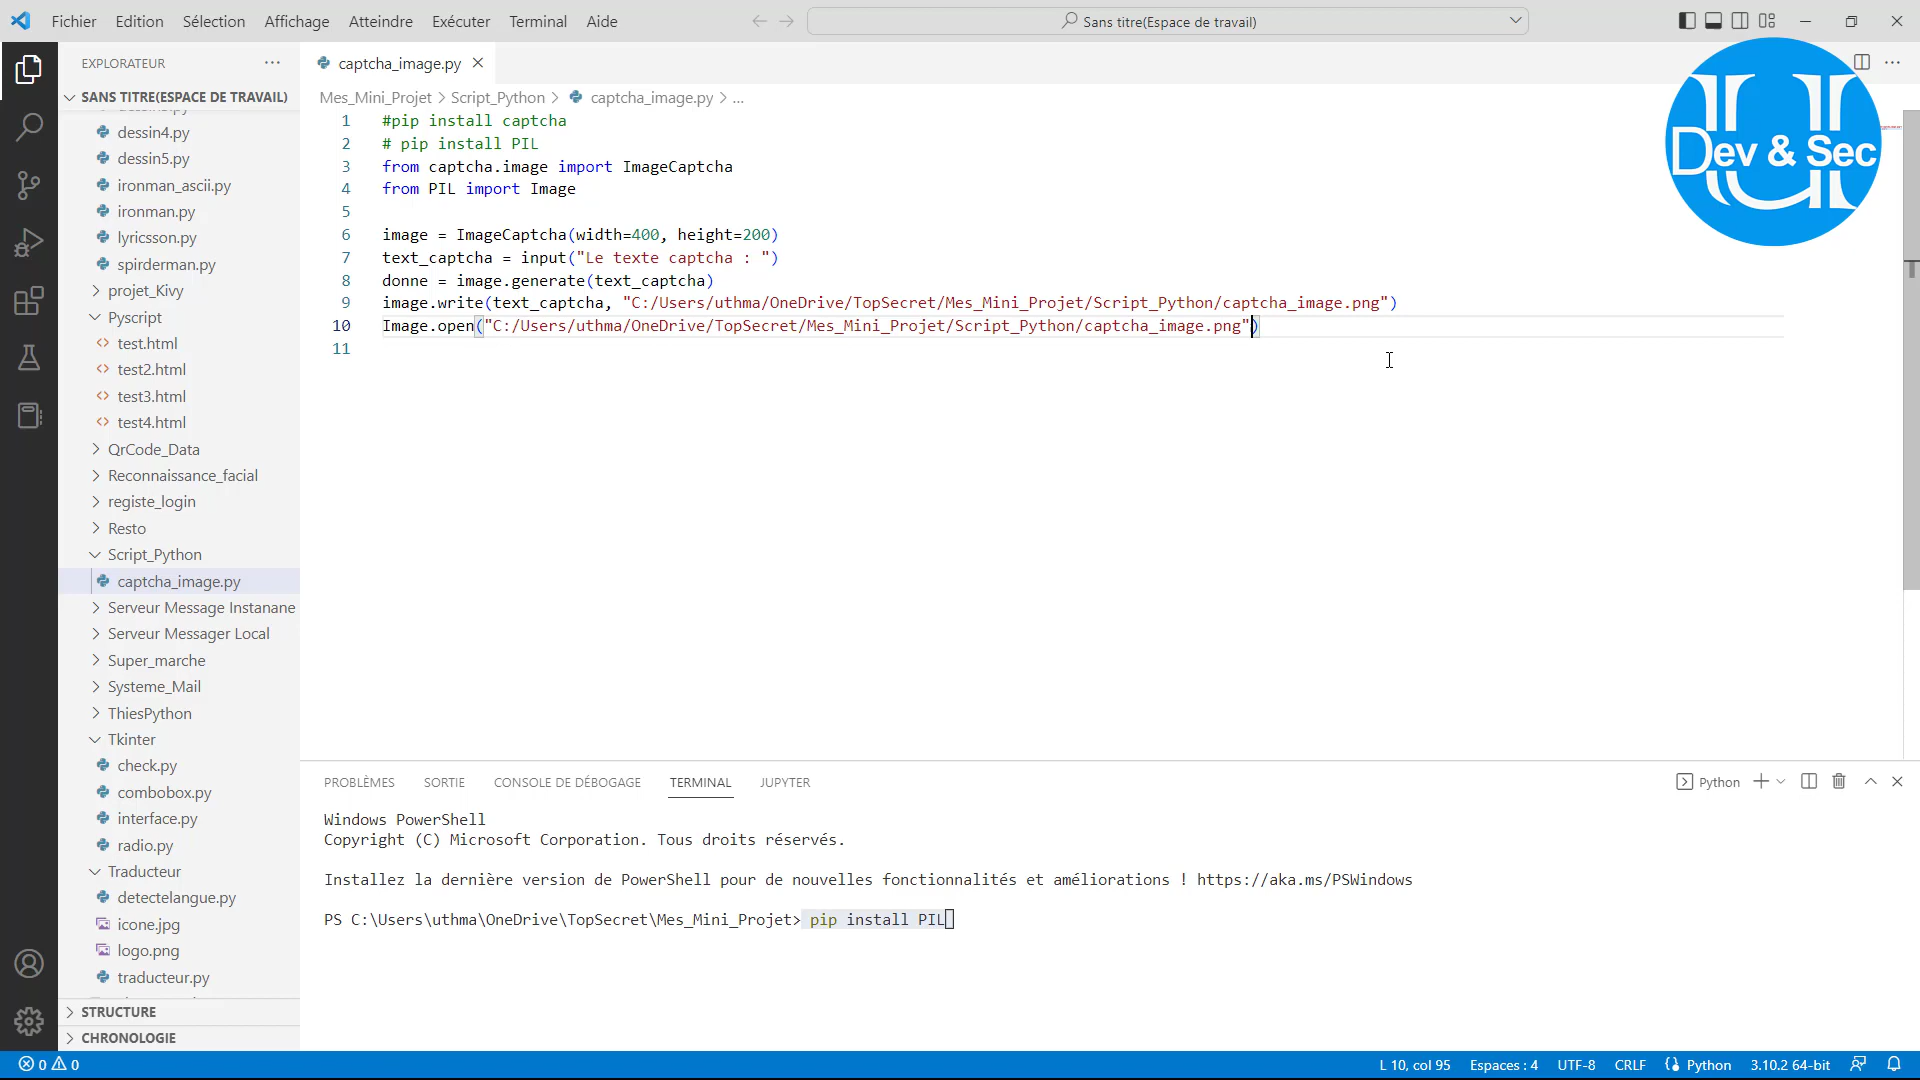 Fichier Edition Sélection Affichage Atteindre Exécuter Terminal Aide
Sans titre(Espace de travail)
EXPLORATEUR
captcha_image.py
Dev & Sec
SANS TITRE(ESPACE DE TRAVAIL)
Mes_Mini_Projet > Script_Python > captcha_image.py > ...
dessin4.py
dessin5.py
ironman_ascii.py
ironman.py
lyricsson.py
spirderman.py
projet_Kivy
Pyscript
test.html
test2.html
test3.html
test4.html
QrCode_Data
Reconnaissance_facial
registe_login
Resto
Script_Python
captcha_image.py
Serveur Message Instanane
Serveur Messager Local
Super_marche
Systeme_Mail
ThiesPython
Tkinter
check.py
combobox.py
interface.py
radio.py
Traducteur
detectelangue.py
icone.jpg
logo.png
traducteur.py
STRUCTURE
CHRONOLOGIE
1 #pip install captcha
2 # pip install PIL
3 from captcha.image import ImageCaptcha
4 from PIL import Image
5
6 image = ImageCaptcha(width=400, height=200)
7 text_captcha = input("Le texte captcha : ")
8 donne = image.generate(text_captcha)
9 image.write(text_captcha, "C:/Users/uthma/OneDrive/TopSecret/Mes_Mini_Projet/Script_Python/captcha_image.png")
10 Image.open("C:/Users/uthma/OneDrive/TopSecret/Mes_Mini_Projet/Script_Python/captcha_image.png")
11
PROBLÈMES SORTIE CONSOLE DE DÉBOGAGE TERMINAL JUPYTER
Python
Windows PowerShell
Copyright (C) Microsoft Corporation. Tous droits réservés.
Installez la dernière version de PowerShell pour de nouvelles fonctionnalités et améliorations ! https://aka.ms/PSWindows
PS C:\Users\uthma\OneDrive\TopSecret\Mes_Mini_Projet> pip install PIL
0 0
L 10, col 95 Espaces : 4 UTF-8 CRLF Python 3.10.2 64-bit